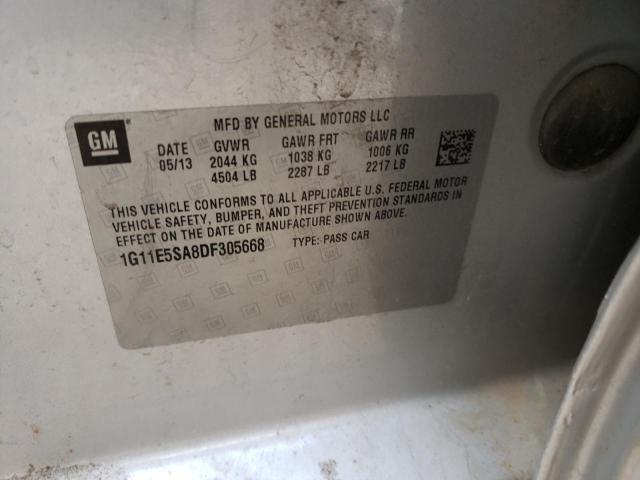 MFD BY GENERAL MOTORS LLC
GM
DATE GVWR GAWR FRT GAWR RR
05/13 2044 KG 1038 KG 1006 KG
4504 LB 2287 LB 2217 LB
THIS VEHICLE CONFORMS TO ALL APPLICABLE U.S. FEDERAL MOTOR
VEHICLE SAFETY, BUMPER, AND THEFT PREVENTION STANDARDS IN
EFFECT ON THE DATE OF MANUFACTURE SHOWN ABOVE.
1G11E5SA8DF305668 TYPE: PASS CAR